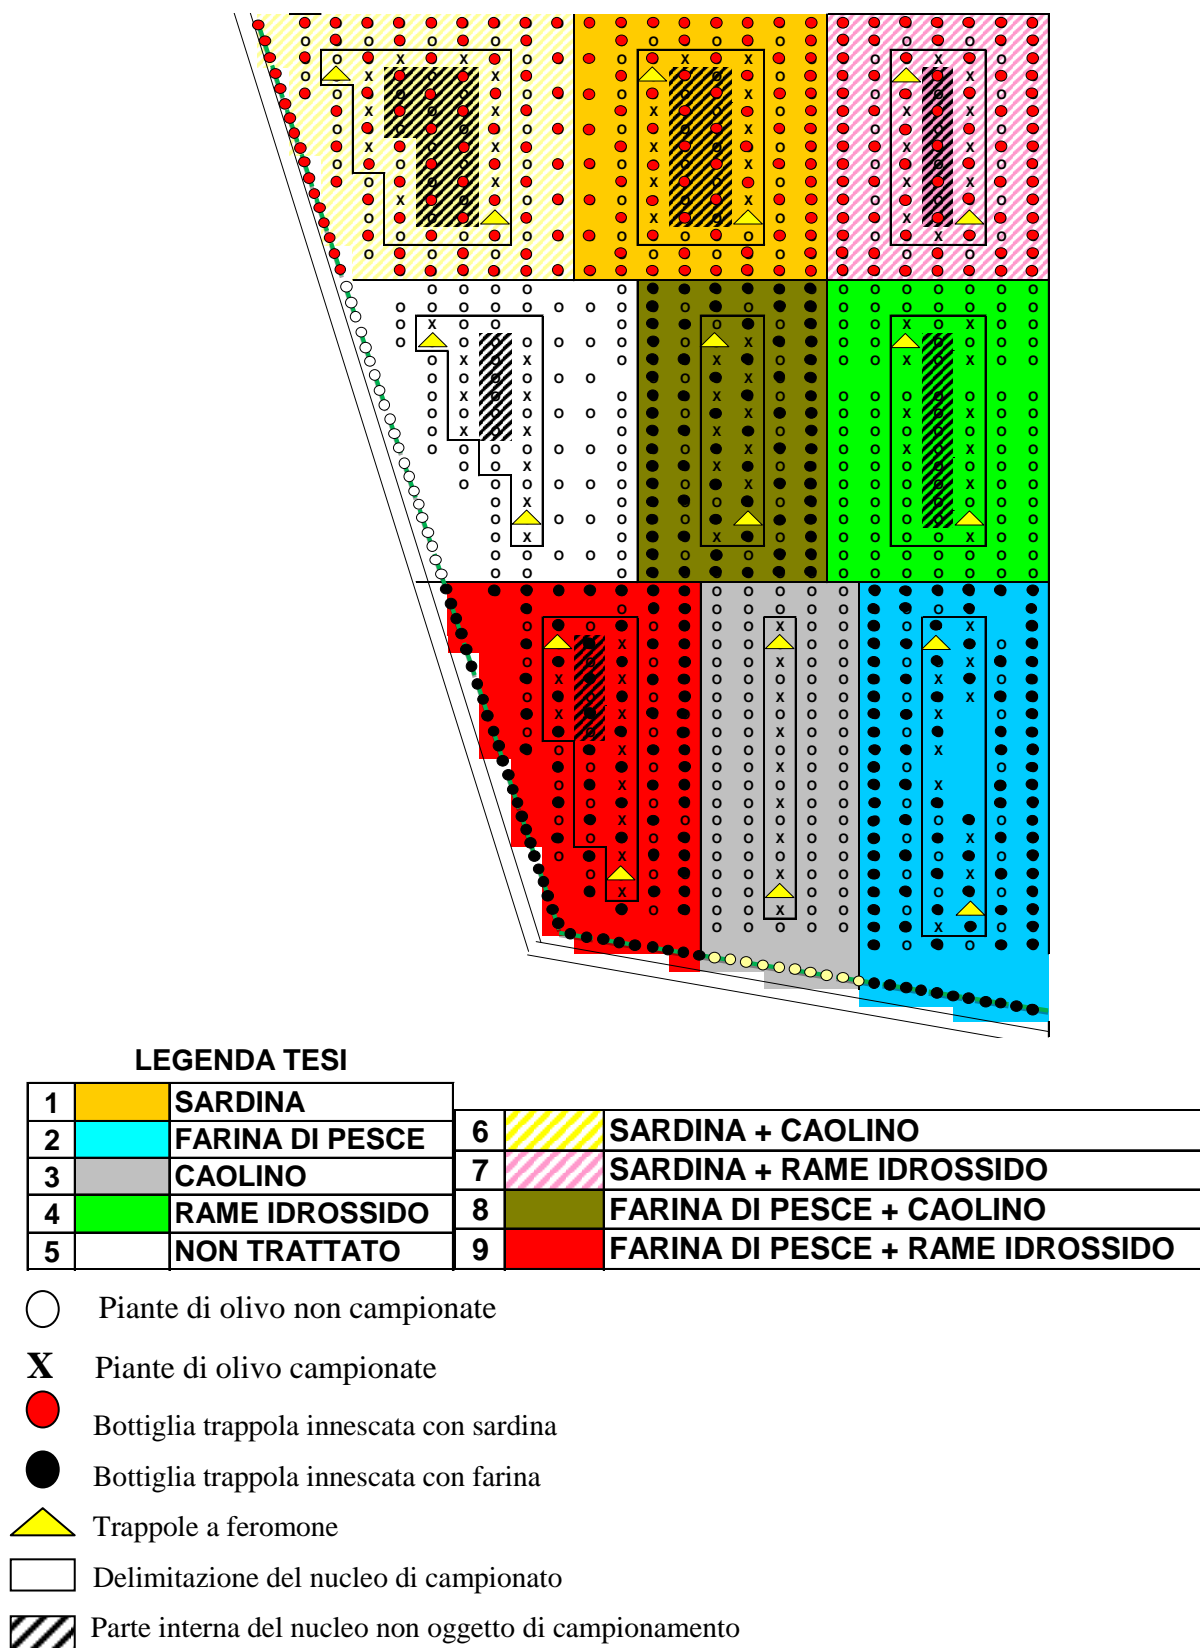 LEGENDA TESI
1 SARDINA
2 FARINA DI PESCE
3 CAOLINO
4 RAME IDROSSIDO
5 NON TRATTATO
6 SARDINA + CAOLINO
7 SARDINA + RAME IDROSSIDO
8 FARINA DI PESCE + CAOLINO
9 FARINA DI PESCE + RAME IDROSSIDO
Piante di olivo non campionate
X Piante di olivo campionate
Bottiglia trappola innescata con sardina
Bottiglia trappola innescata con farina
Trappole a feromone
Delimitazione del nucleo di campionato
Parte interna del nucleo non oggetto di campionamento